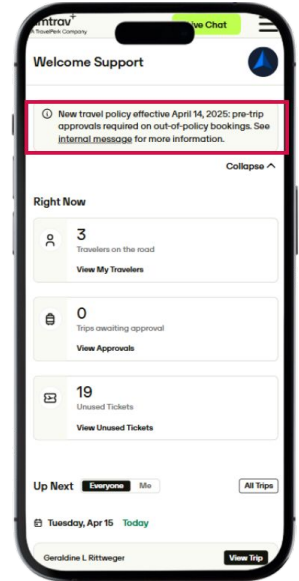 mtrav+
A TravelPerk Company
ve Chat
Welcome Support
New travel policy effective April 14, 2025: pre-trip
approvals required on out-of-policy bookings. See
internal message for more information.
Collapse
Right Now
3
Travelers on the road
View My Travelers
0
Trips awaiting approval
View Approvals
19
Unused Tickets
View Unused Tickets
Up Next Everyone Me All Trips
Tuesday, Apr 15 Today
Geraldine L Rittweger View Trip